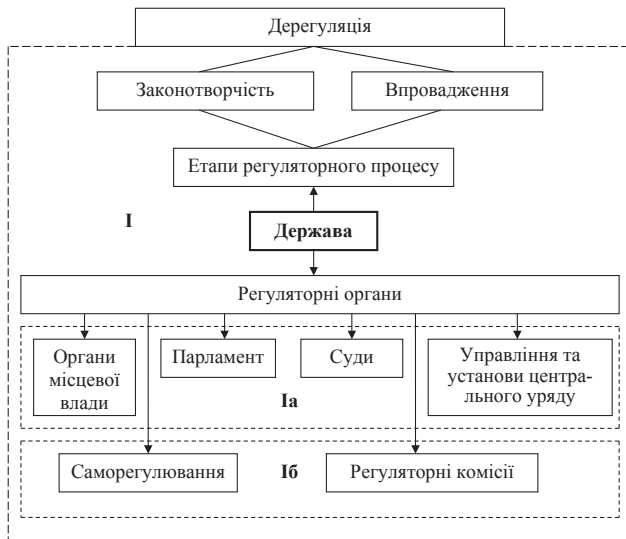 Дерегуляція
Законотворчість
Впровадження
Етапи регуляторного процесу
I
Держава
Регуляторні органи
Органи
місцевої
влади
Парламент
Суди
Управління та
установи центра-
льного уряду
Iа
Саморегулювання
Iб
Регуляторні комісії